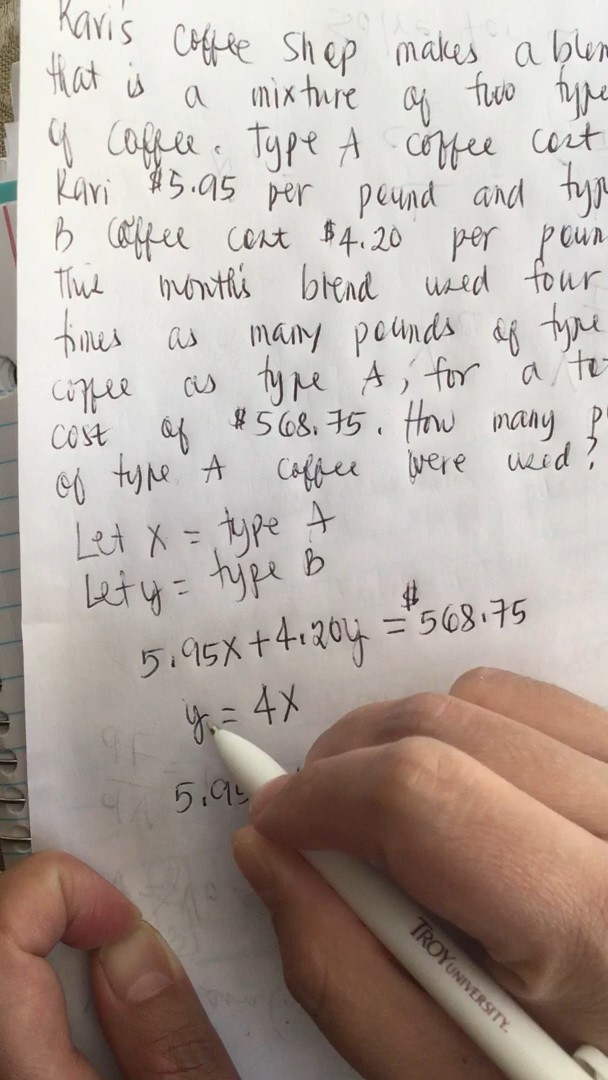 Kari's Coffee Shop makes a blen
that is a mixture of two type
of Coffee. Type A coffee cost
Kari $5.95 per pound and typ
B Coffee cost $4.20 per poun
This month's blend used four
times as many pounds of type
coffee as type A, for a to
cost of $568.75. How many p
of type A coffee were used?
Let x = type A
Let y = type B
5.95x+4.20y = $568.75
y = 4x
5.95
TROY UNIVERSITY